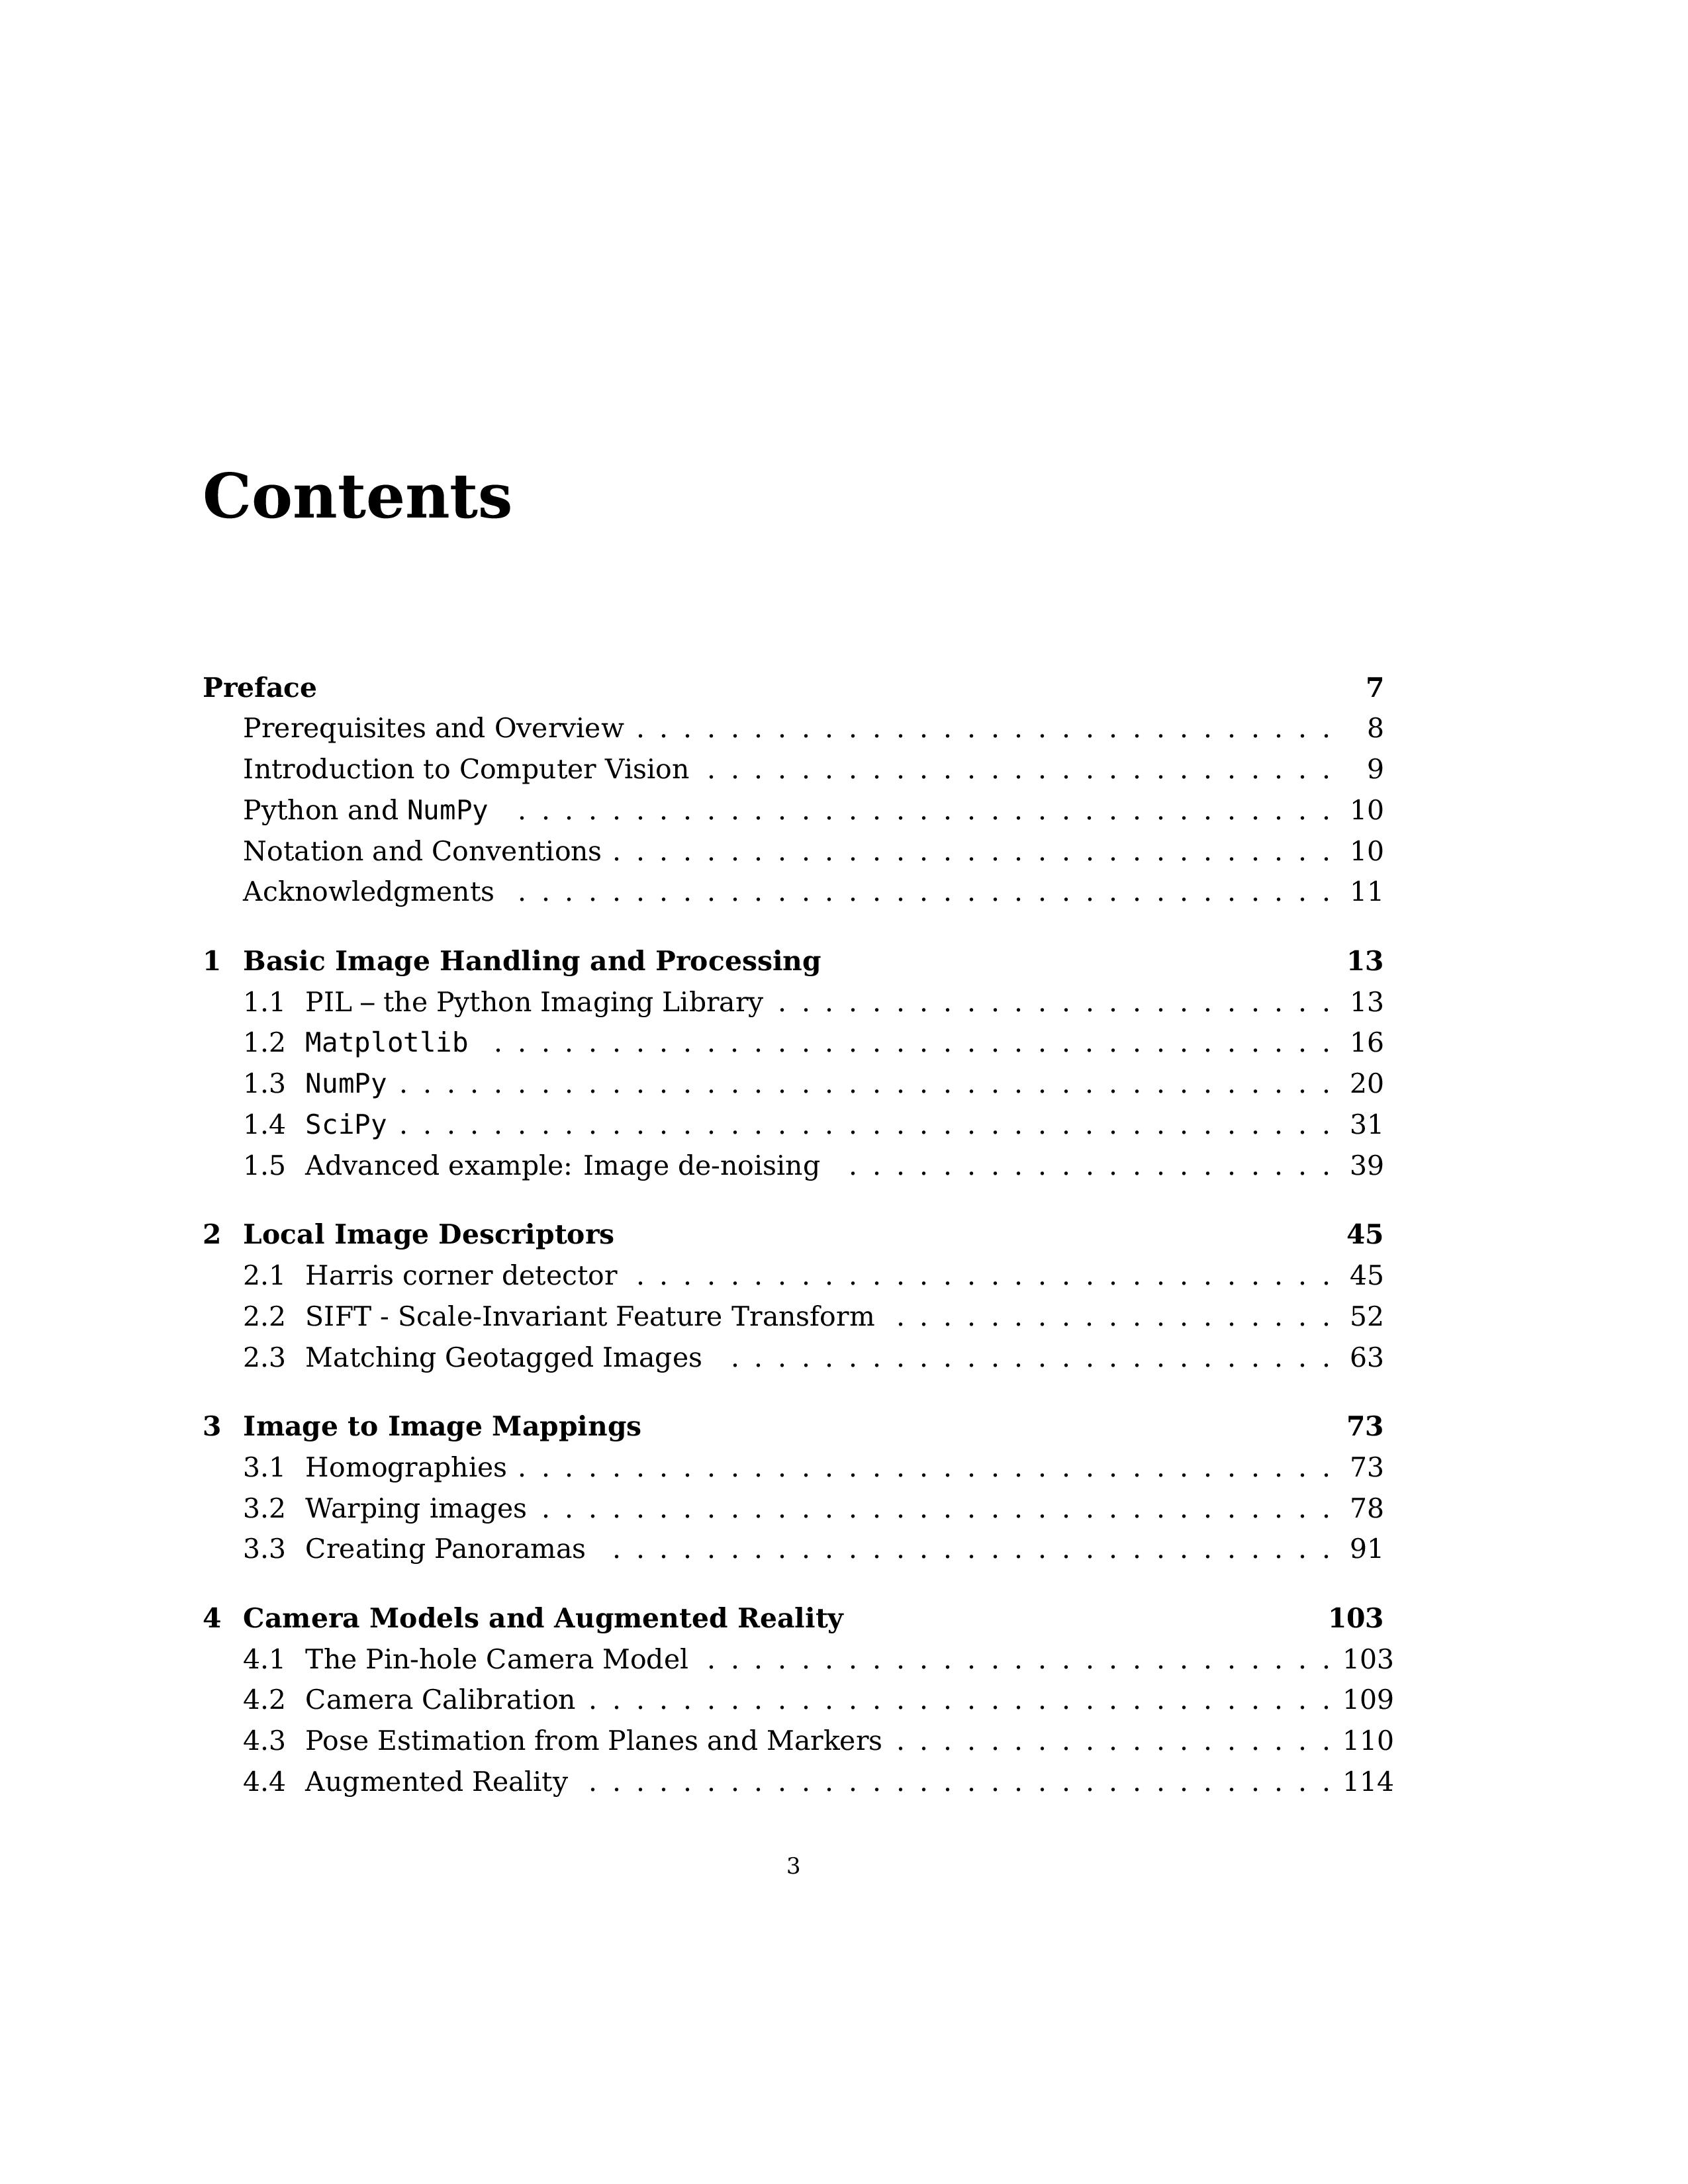 Contents
Preface 7
Prerequisites and Overview . . . . . . . . . . . . . . . . . . . . . . . . . . . . . . 8
Introduction to Computer Vision . . . . . . . . . . . . . . . . . . . . . . . . . . . 9
Python and NumPy . . . . . . . . . . . . . . . . . . . . . . . . . . . . . . . . . . . 10
Notation and Conventions . . . . . . . . . . . . . . . . . . . . . . . . . . . . . . . 10
Acknowledgments . . . . . . . . . . . . . . . . . . . . . . . . . . . . . . . . . . . 11
1 Basic Image Handling and Processing 13
1.1 PIL – the Python Imaging Library . . . . . . . . . . . . . . . . . . . . . . . . 13
1.2 Matplotlib . . . . . . . . . . . . . . . . . . . . . . . . . . . . . . . . . . . . 16
1.3 NumPy . . . . . . . . . . . . . . . . . . . . . . . . . . . . . . . . . . . . . . . . 20
1.4 SciPy . . . . . . . . . . . . . . . . . . . . . . . . . . . . . . . . . . . . . . . . 31
1.5 Advanced example: Image de-noising . . . . . . . . . . . . . . . . . . . . . 39
2 Local Image Descriptors 45
2.1 Harris corner detector . . . . . . . . . . . . . . . . . . . . . . . . . . . . . . 45
2.2 SIFT - Scale-Invariant Feature Transform . . . . . . . . . . . . . . . . . . . 52
2.3 Matching Geotagged Images . . . . . . . . . . . . . . . . . . . . . . . . . . 63
3 Image to Image Mappings 73
3.1 Homographies . . . . . . . . . . . . . . . . . . . . . . . . . . . . . . . . . . . 73
3.2 Warping images . . . . . . . . . . . . . . . . . . . . . . . . . . . . . . . . . . 78
3.3 Creating Panoramas . . . . . . . . . . . . . . . . . . . . . . . . . . . . . . . 91
4 Camera Models and Augmented Reality 103
4.1 The Pin-hole Camera Model . . . . . . . . . . . . . . . . . . . . . . . . . . . 103
4.2 Camera Calibration . . . . . . . . . . . . . . . . . . . . . . . . . . . . . . . . 109
4.3 Pose Estimation from Planes and Markers . . . . . . . . . . . . . . . . . . . 110
4.4 Augmented Reality . . . . . . . . . . . . . . . . . . . . . . . . . . . . . . . . 114
3